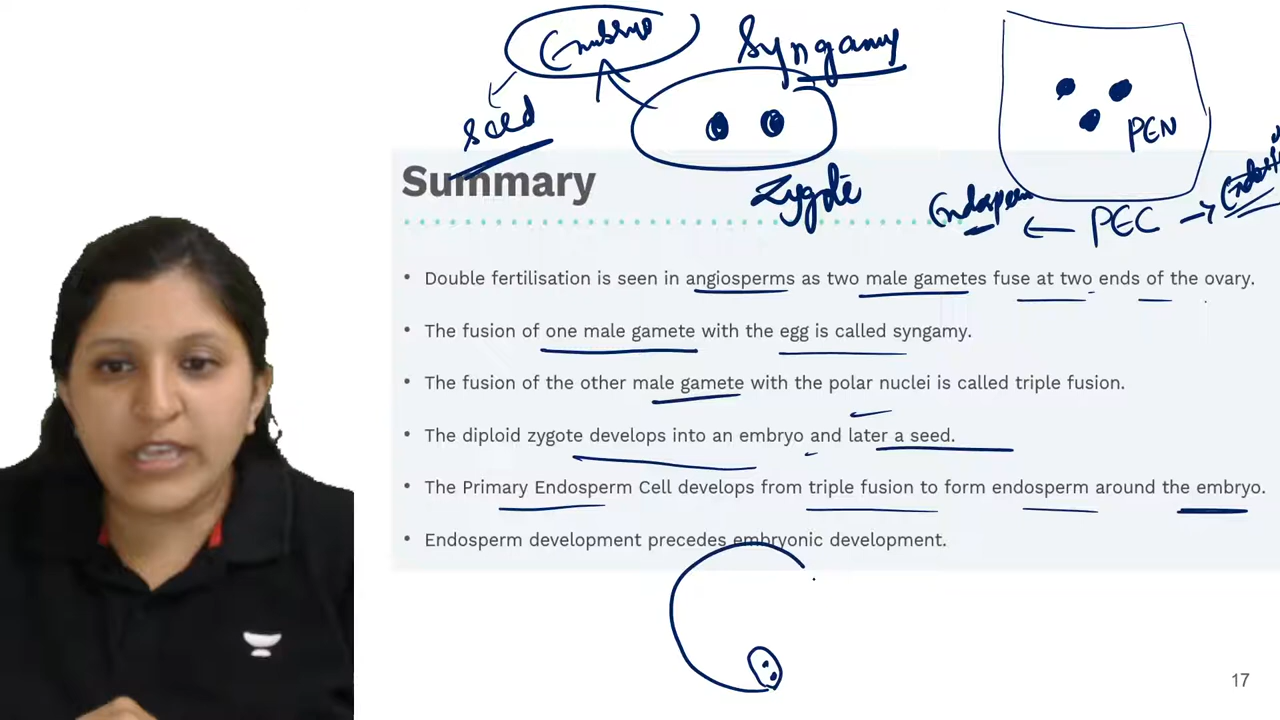 Embryo
Syngamy
seed
PEN
Zygote
Endosperm
PEC
Summary
• Double fertilisation is seen in angiosperms as two male gametes fuse at two ends of the ovary.
• The fusion of one male gamete with the egg is called syngamy.
• The fusion of the other male gamete with the polar nuclei is called triple fusion.
• The diploid zygote develops into an embryo and later a seed.
• The Primary Endosperm Cell develops from triple fusion to form endosperm around the embryo.
• Endosperm development precedes embryonic development.
17